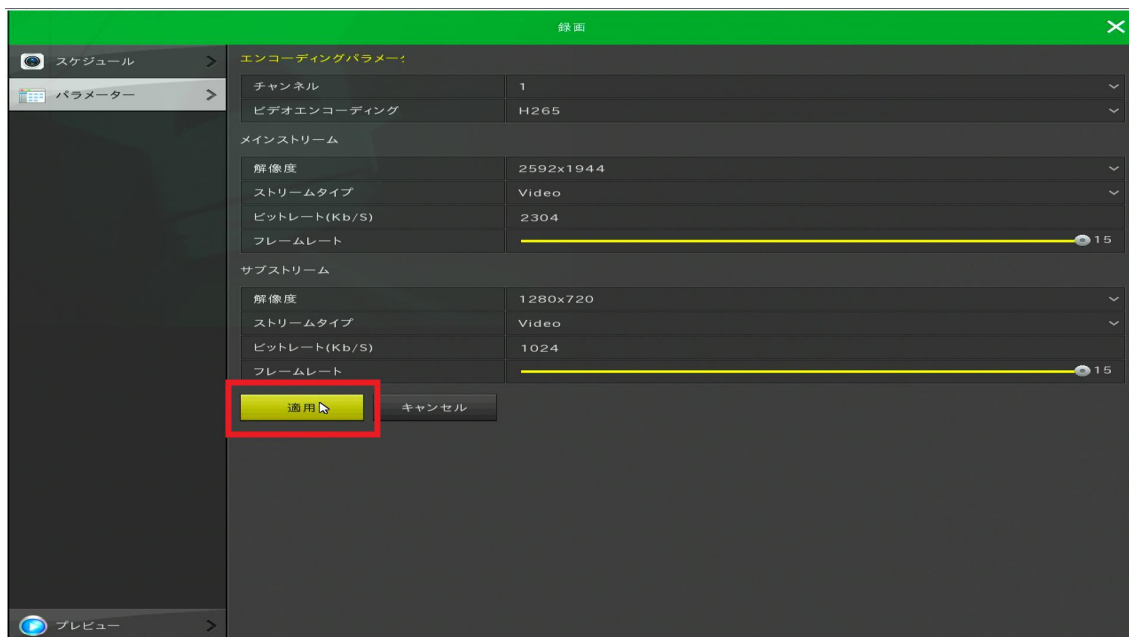 録画
スケジュール
パラメーター
エンコーディングパラメータ
チャンネル 1
ビデオエンコーディング H265
メインストリーム
解像度 2592x1944
ストリームタイプ Video
ビットレート(Kb/S) 2304
フレームレート 15
サブストリーム
解像度 1280x720
ストリームタイプ Video
ビットレート(Kb/S) 1024
フレームレート 15
適用 キャンセル
プレビュー